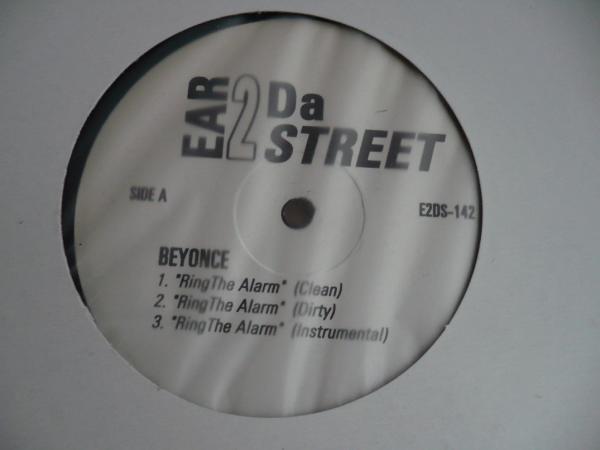 EAR 2 Da
STREET
SIDE A
E2DS-142
BEYONCE
1. "RingThe Alarm" (Clean)
2. "RingThe Alarm" (Dirty)
3. "RingThe Alarm" (Instrumental)